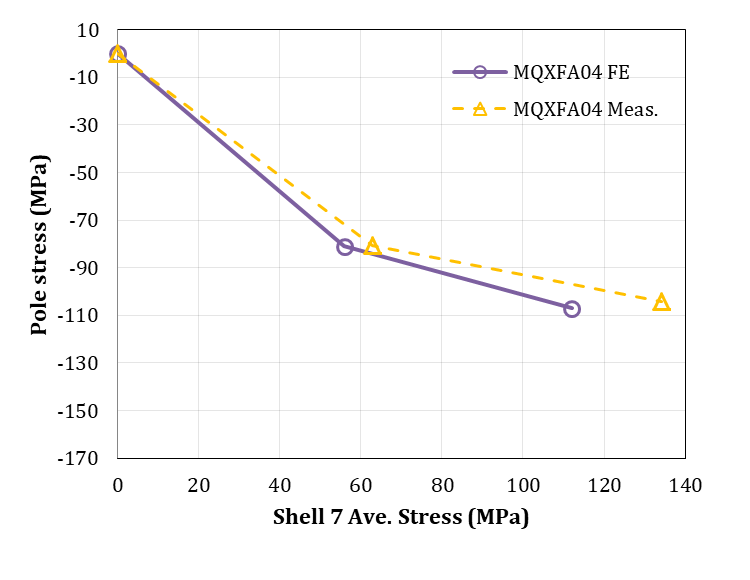 10
-10
-30
-50
-70
-90
-110
-130
-150
-170
Pole stress (MPa)
MQXFA04 FE
MQXFA04 Meas.
0 20 40 60 80 100 120 140
Shell 7 Ave. Stress (MPa)